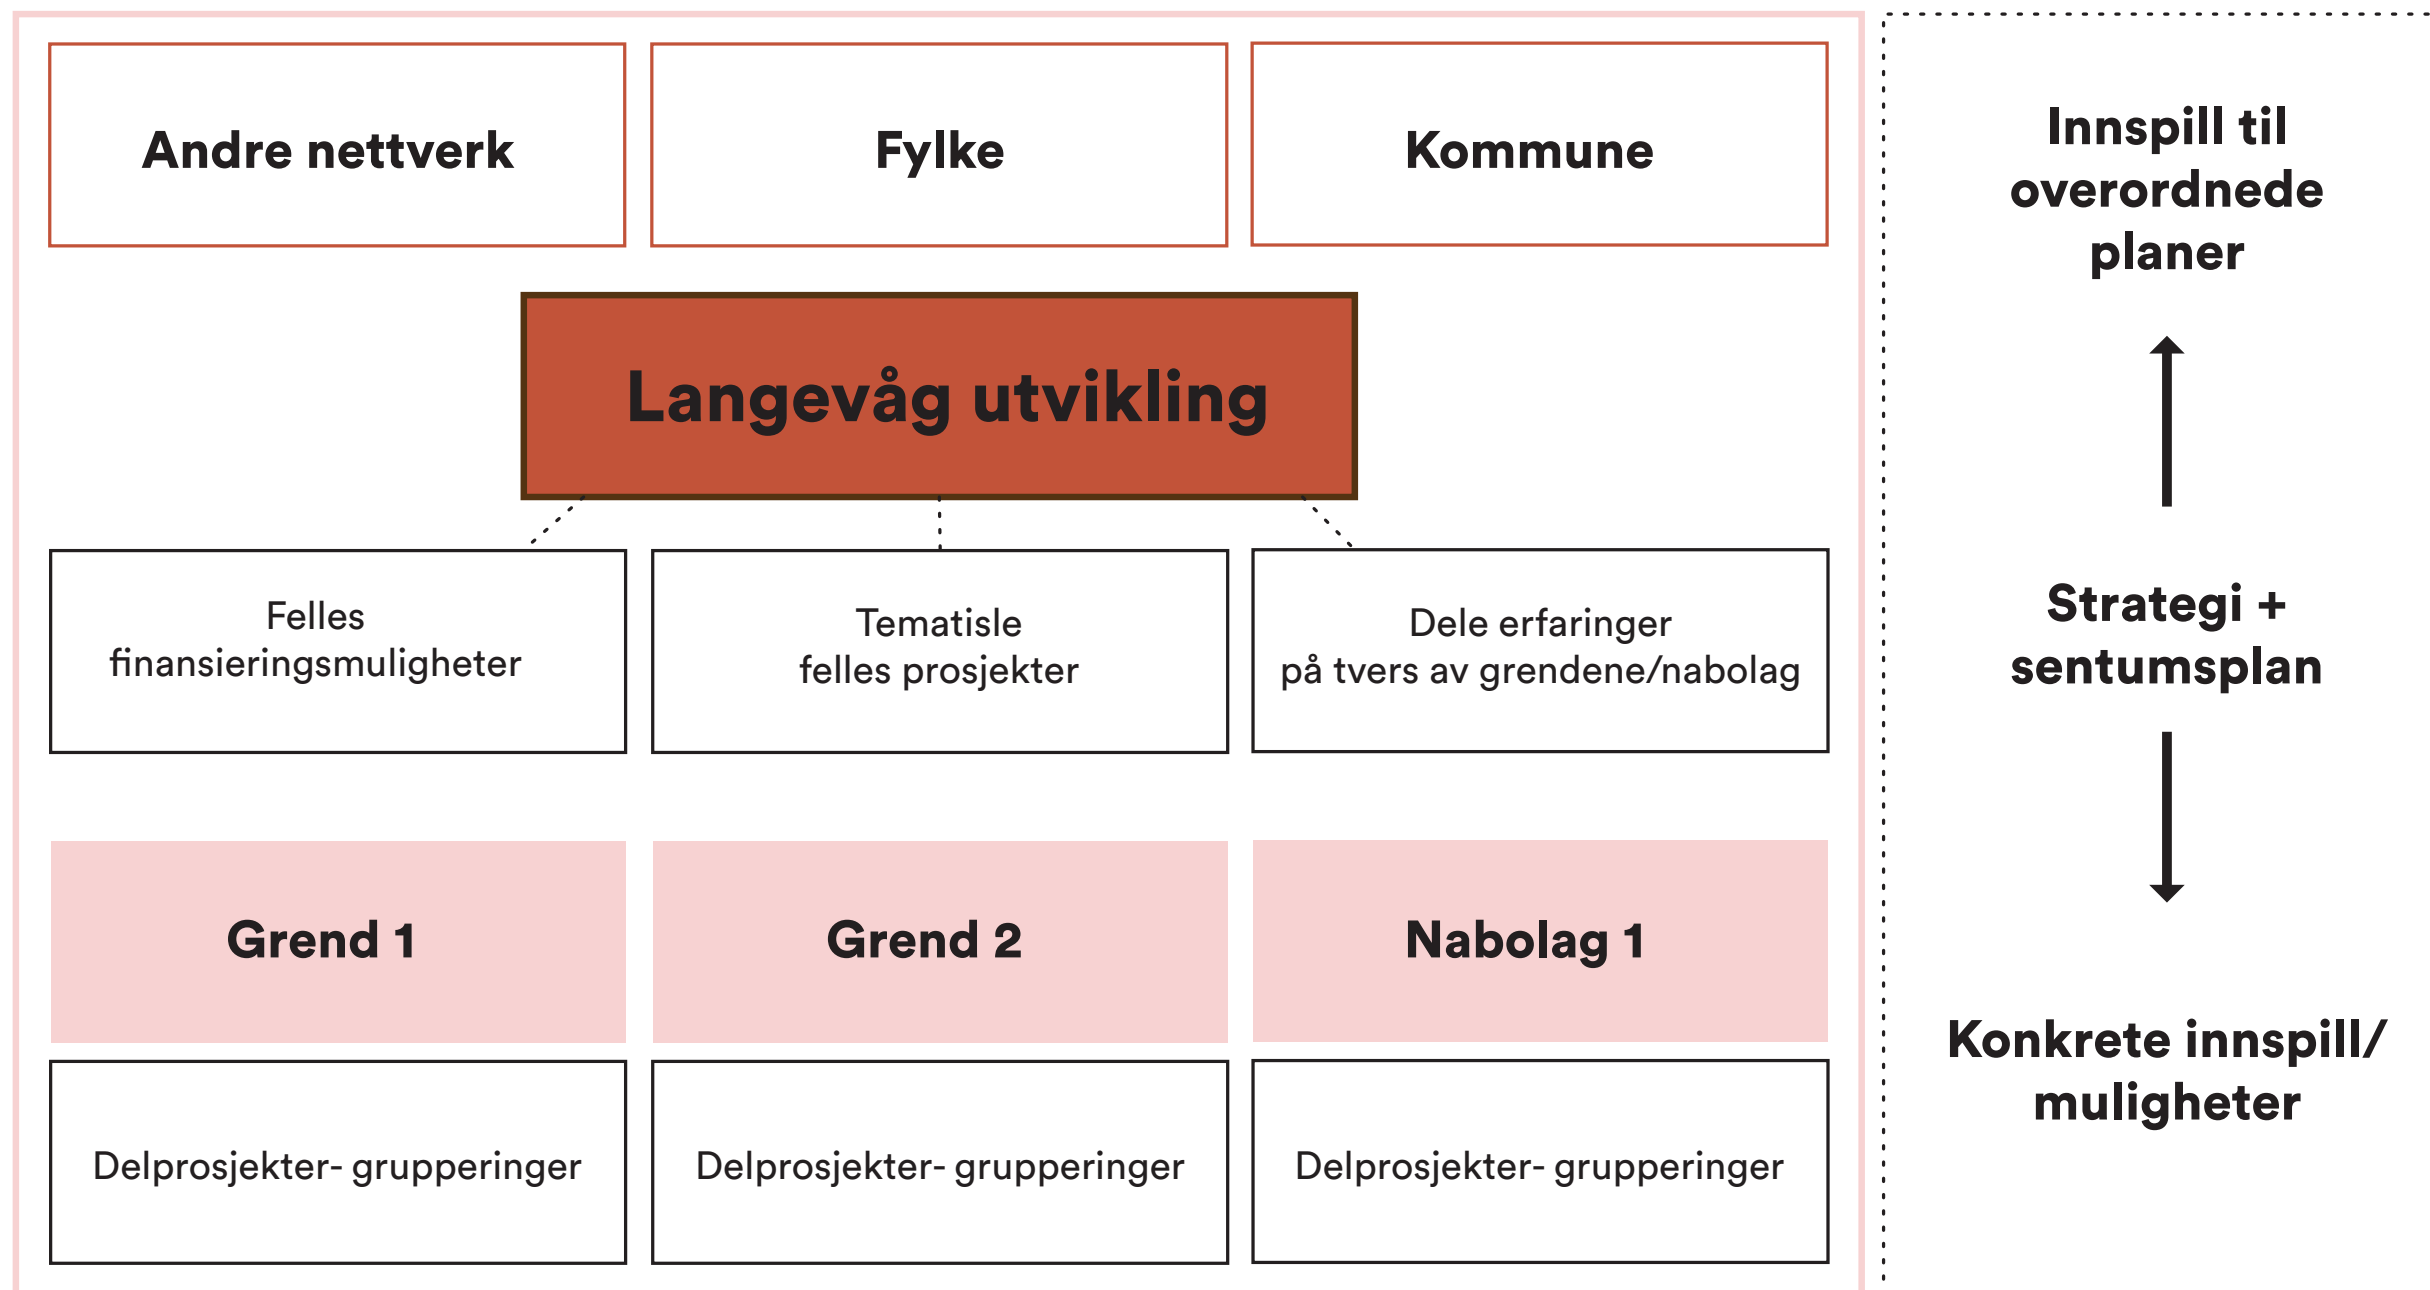 Andre nettverk
Fylke
Kommune
Langevåg utvikling
Felles
finansieringsmuligheter
Tematisle
felles prosjekter
Dele erfaringer
på tvers av grendene/nabolag
Grend 1
Grend 2
Nabolag 1
Delprosjekter- grupperinger
Delprosjekter- grupperinger
Delprosjekter- grupperinger
Innspill til
overordnede
planer
Strategi +
sentumsplan
Konkrete innspill/
muligheter